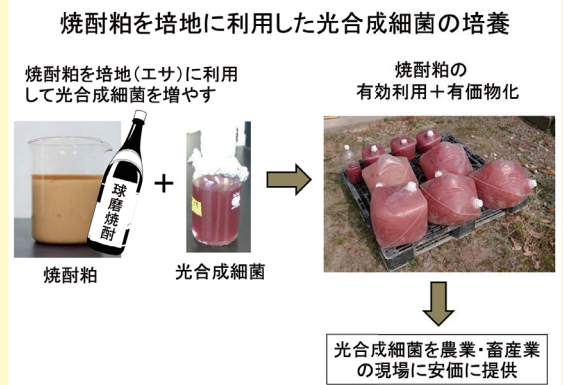 焼酎粕を培地に利用した光合成細菌の培養
焼酎粕を培地(エサ)に利用
して光合成細菌を増やす
焼酎粕の
有効利用＋有価物化
球磨焼酎
+
焼酎粕
光合成細菌
光合成細菌を農業・畜産業
の現場に安価に提供